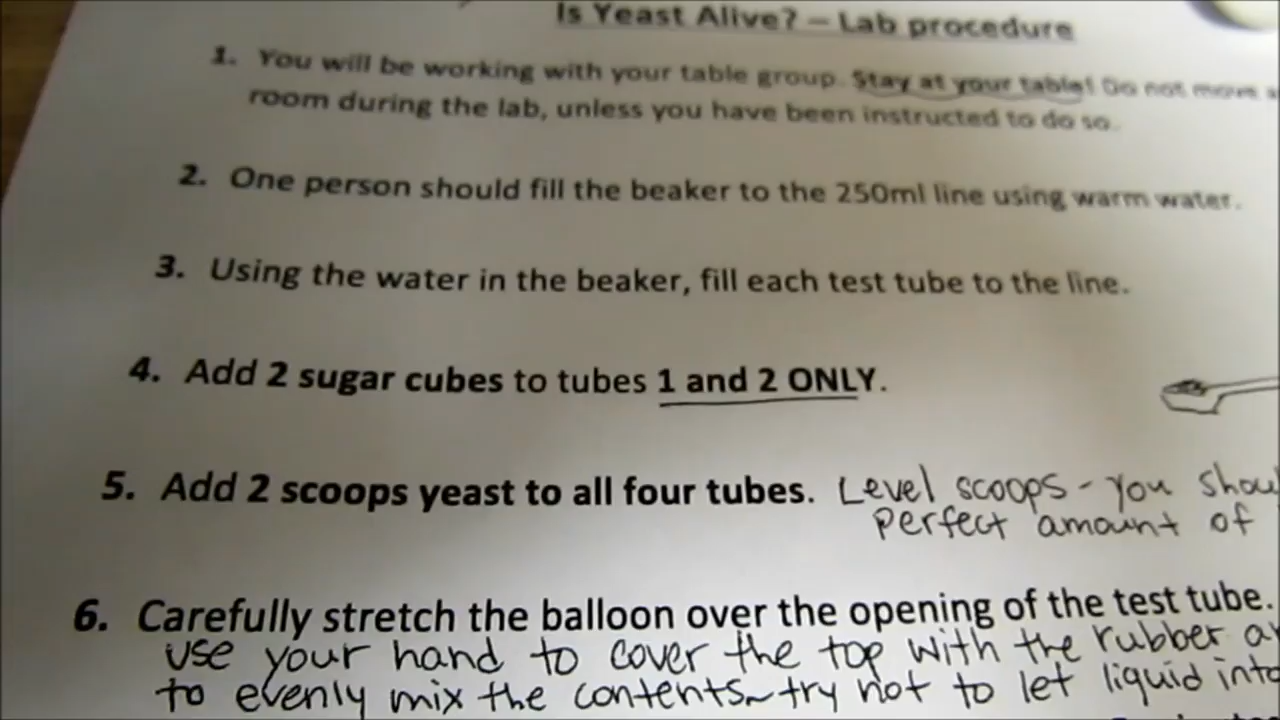 Is Yeast Alive? – Lab procedure
1. You will be working with your table group. Stay at your table! Do not move
room during the lab, unless you have been instructed to do so.
2. One person should fill the beaker to the 250ml line using warm water.
3. Using the water in the beaker, fill each test tube to the line.
4. Add 2 sugar cubes to tubes 1 and 2 ONLY.
5. Add 2 scoops yeast to all four tubes. Level scoops - you
perfect amount of
6. Carefully stretch the balloon over the opening of the test tube.
use your hand to cover the top with the rubber
to evenly mix the contents~try not to let liquid